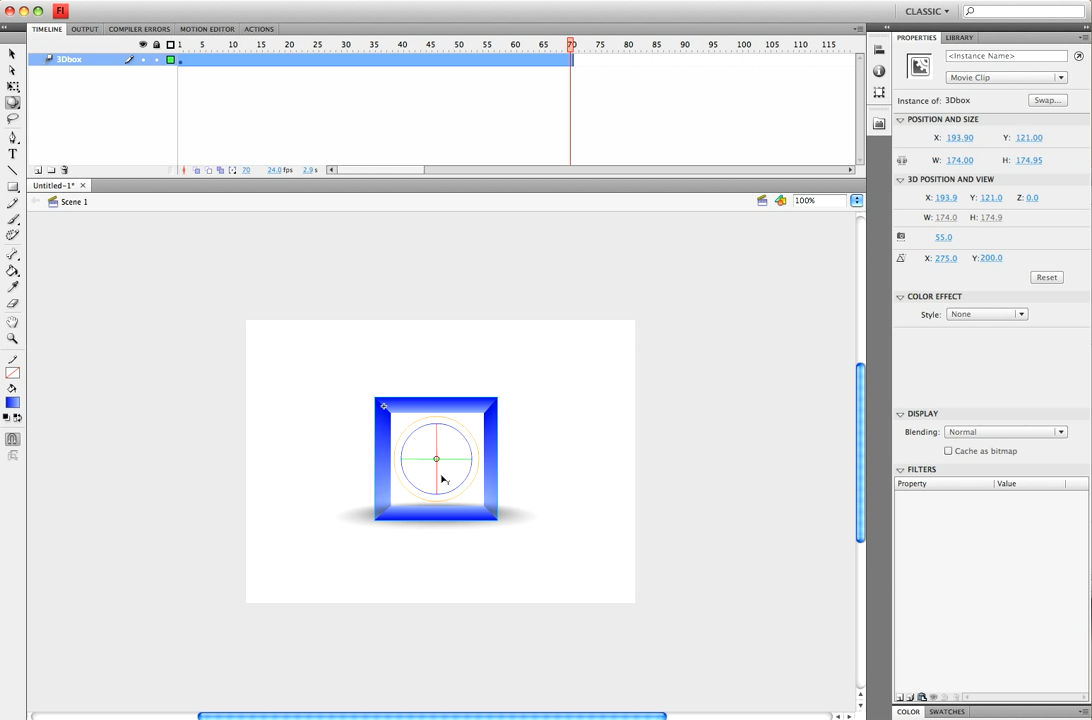 Fl CLASSIC
TIMELINE OUTPUT COMPILER ERRORS MOTION EDITOR ACTIONS PROPERTIES LIBRARY
1 5 10 15 20 25 30 35 40 45 50 55 60 65 70 75 80 85 90 95 100 105 110 115
3Dbox
<Instance Name>
Movie Clip
Instance of: 3Dbox Swap...
POSITION AND SIZE
X: 193.90 Y: 121.00
W: 174.00 H: 174.95
70 24.0 fps 2.9 s
3D POSITION AND VIEW
Untitled-1*
X: 193.9 Y: 121.0 Z: 0.0
Scene 1 100%
W: 174.0 H: 174.9
55.0
X: 275.0 Y: 200.0
Reset
COLOR EFFECT
Style: None
DISPLAY
Blending: Normal
Cache as bitmap
FILTERS
Property Value
Y
COLOR SWATCHES